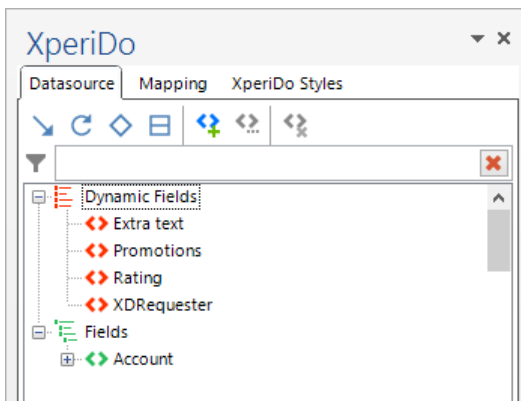 XperiDo
Datasource Mapping XperiDo Styles
Dynamic Fields
Extra text
Promotions
Rating
XDRequester
Fields
Account